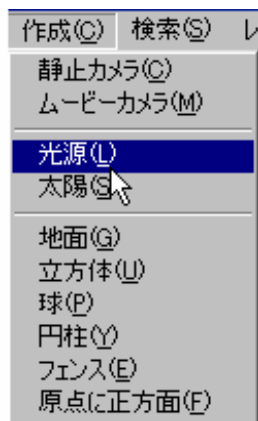 作成(C) 検索(S) レ
静止カメラ(C)
ムービーカメラ(M)
光源(L)
太陽(S)
地面(G)
立方体(U)
球(P)
円柱(Y)
フェンス(E)
原点に正方面(F)